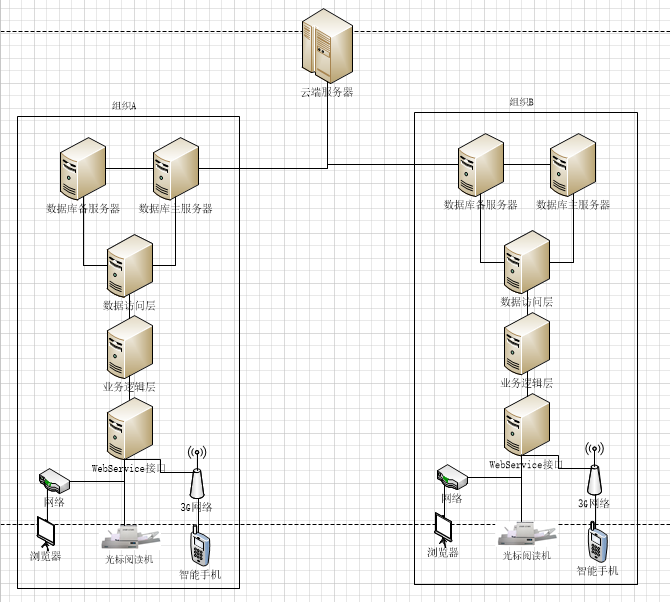 云端服务器
组织A
组织B
数据库备服务器
数据库主服务器
数据库备服务器
数据库主服务器
数据访问层
数据访问层
业务逻辑层
业务逻辑层
WebService接口
WebService接口
网络
3G网络
网络
3G网络
浏览器
光标阅读机
智能手机
浏览器
光标阅读机
智能手机